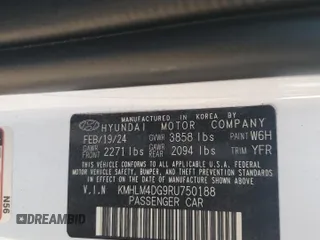 MANUFACTURED IN KOREA BY
HYUNDAI MOTOR COMPANY
FEB/19/24 GVWR 3858 lbs PAINT W6H
GAWR FRONT 2271 lbs GAWR REAR 2094 lbs TRIM YFR
THIS VEHICLE CONFORMS TO ALL APPLICABLE
U.S. FEDERAL MOTOR VEHICLE SAFETY,
BUMPER, AND THEFT PREVENTION STANDARDS
IN EFFECT ON THE DATE OF MANUFACTURE
SHOWN ABOVE.
V.I.N KMHLM4DG9RU750188
PASSENGER CAR
N56
DREAMBID